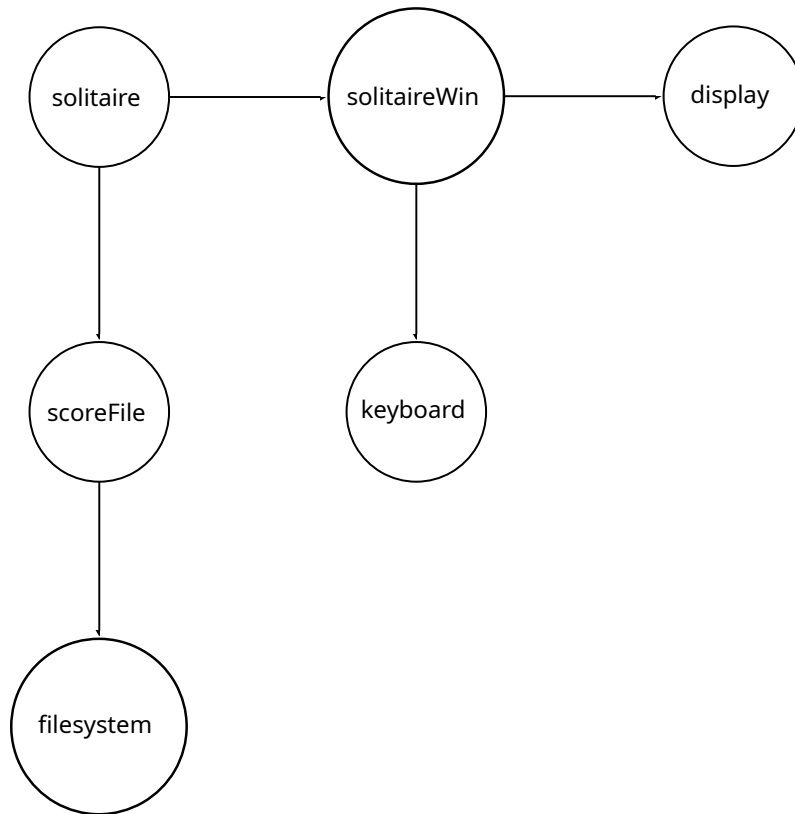 solitaire
solitaireWin
display
scoreFile
keyboard
filesystem